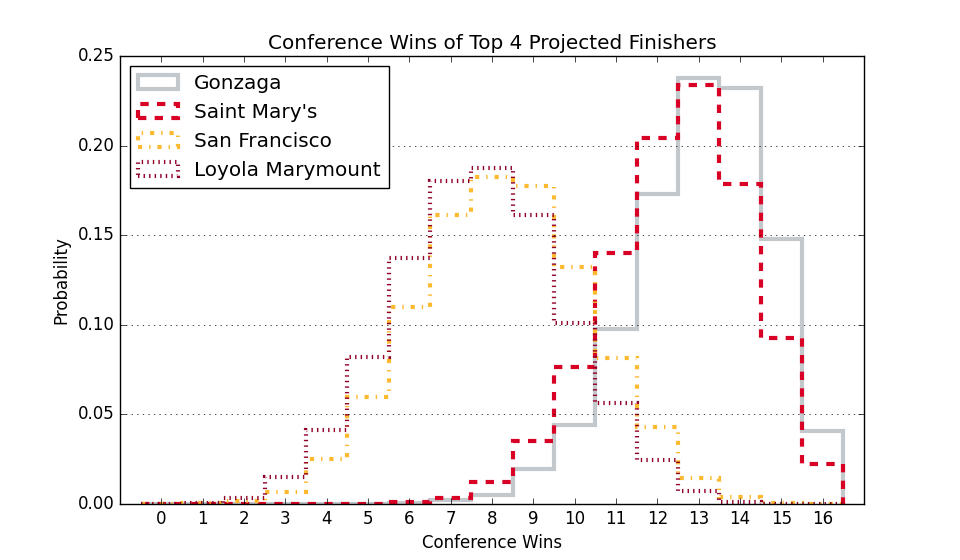 Conference Wins of Top 4 Projected Finishers
0.25
0.20
0.15
0.10
0.05
0.00
Probability
Gonzaga
Saint Mary's
San Francisco
Loyola Marymount
0 1 2 3 4 5 6 7 8 9 10 11 12 13 14 15 16
Conference Wins